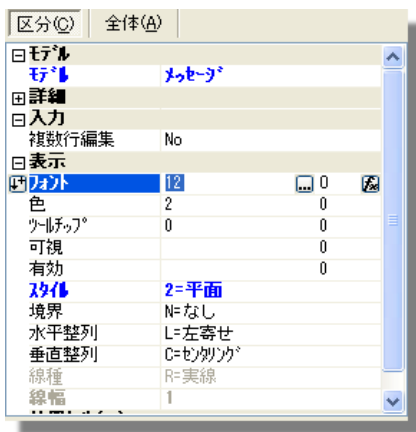 区分(C) 全体(A)
モデル
モデル メッセージ
詳細
入力
複数行編集 No
表示
フォント 12 ... 0 fx
色 2 0
ツールチップ 0 0
可視 0
有効 0
スタイル 2=平面
境界 N=なし
水平整列 L=左寄せ
垂直整列 C=センタリング
線種 R=実線
線幅 1